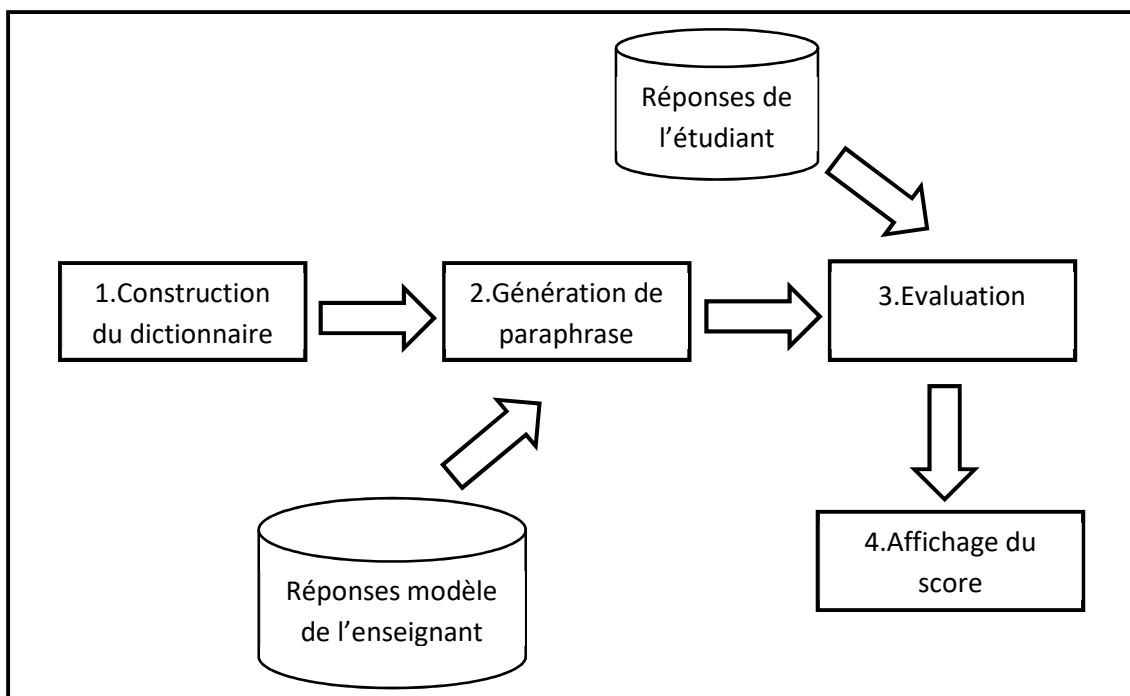 Réponses de
l’étudiant
1.Construction
du dictionnaire
2.Génération de
paraphrase
3.Evaluation
Réponses modèle
de l’enseignant
4.Affichage du
score